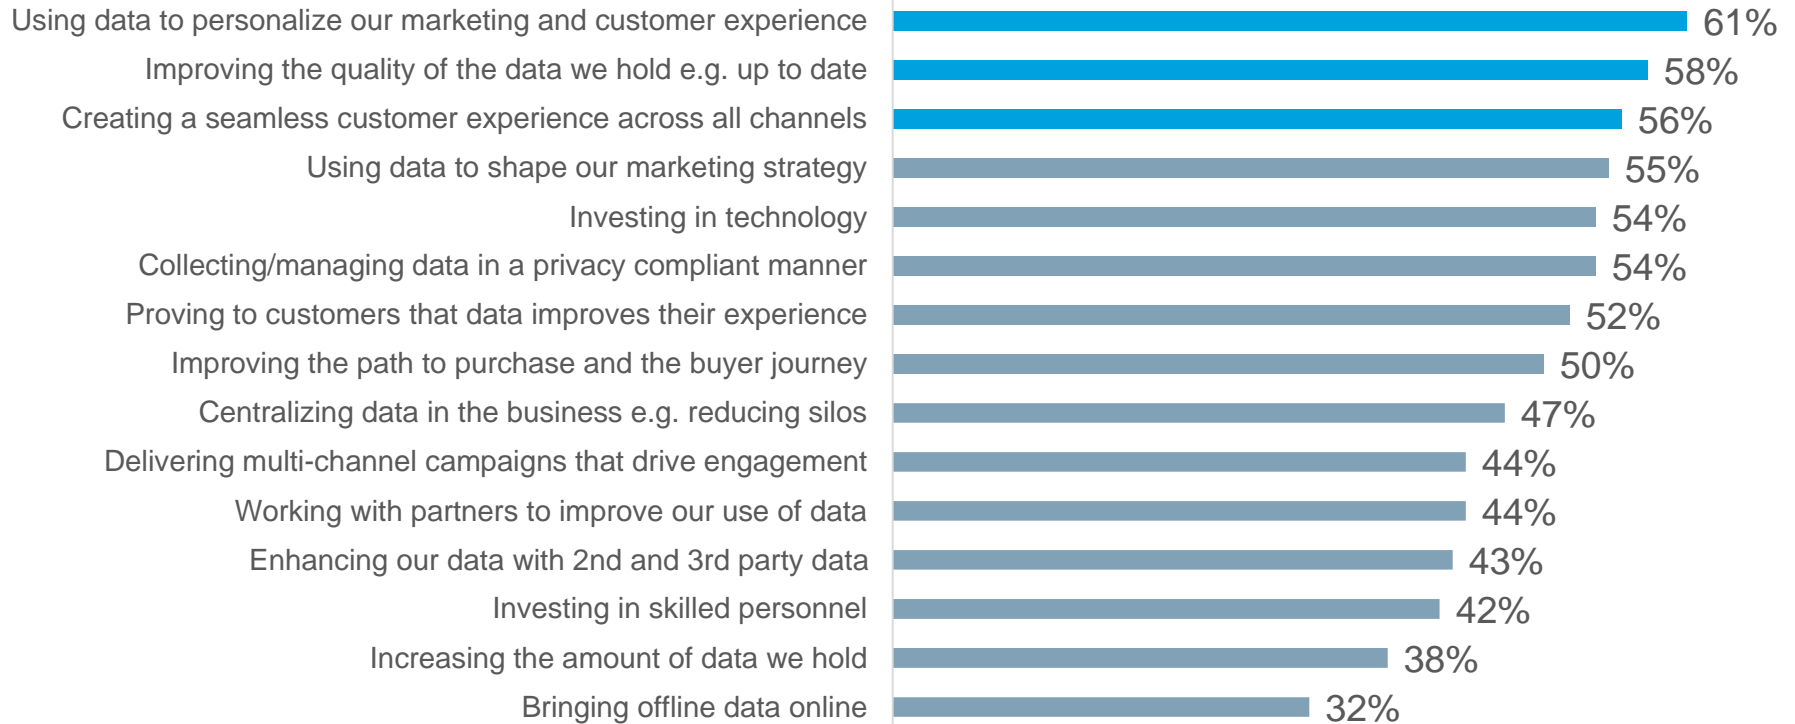 Using data to personalize our marketing and customer experience 61%
Improving the quality of the data we hold e.g. up to date 58%
Creating a seamless customer experience across all channels 56%
Using data to shape our marketing strategy 55%
Investing in technology 54%
Collecting/managing data in a privacy compliant manner 54%
Proving to customers that data improves their experience 52%
Improving the path to purchase and the buyer journey 50%
Centralizing data in the business e.g. reducing silos 47%
Delivering multi-channel campaigns that drive engagement 44%
Working with partners to improve our use of data 44%
Enhancing our data with 2nd and 3rd party data 43%
Investing in skilled personnel 42%
Increasing the amount of data we hold 38%
Bringing offline data online 32%